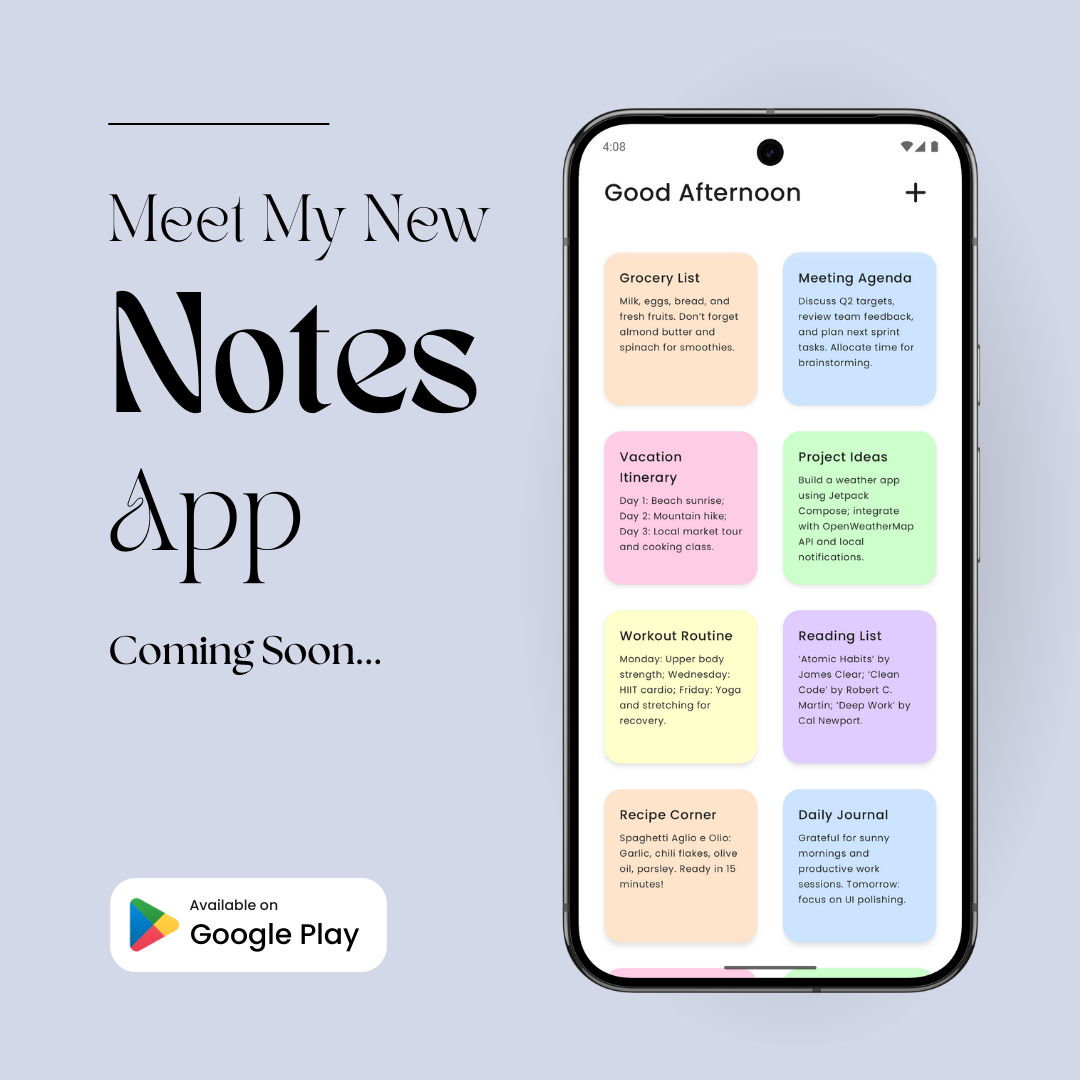 Meet My New
Notes
App
Coming Soon...
Available on
Google Play
4:08
Good Afternoon
Grocery List
Milk, eggs, bread, and
fresh fruits. Don’t forget
almond butter and
spinach for smoothies.
Meeting Agenda
Discuss Q2 targets,
review team feedback,
and plan next sprint
tasks. Allocate time for
brainstorming.
Vacation
Itinerary
Day 1: Beach sunrise;
Day 2: Mountain hike;
Day 3: Local market tour
and cooking class.
Project Ideas
Build a weather app
using Jetpack
Compose; integrate
with OpenWeatherMap
API and local
notifications.
Workout Routine
Monday: Upper body
strength; Wednesday:
HIIT cardio; Friday: Yoga
and stretching for
recovery.
Reading List
‘Atomic Habits’ by
James Clear; ‘Clean
Code’ by Robert C.
Martin; ‘Deep Work’ by
Cal Newport.
Recipe Corner
Spaghetti Aglio e Olio:
Garlic, chili flakes, olive
oil, parsley. Ready in 15
minutes!
Daily Journal
Grateful for sunny
mornings and
productive work
sessions. Tomorrow:
focus on UI polishing.